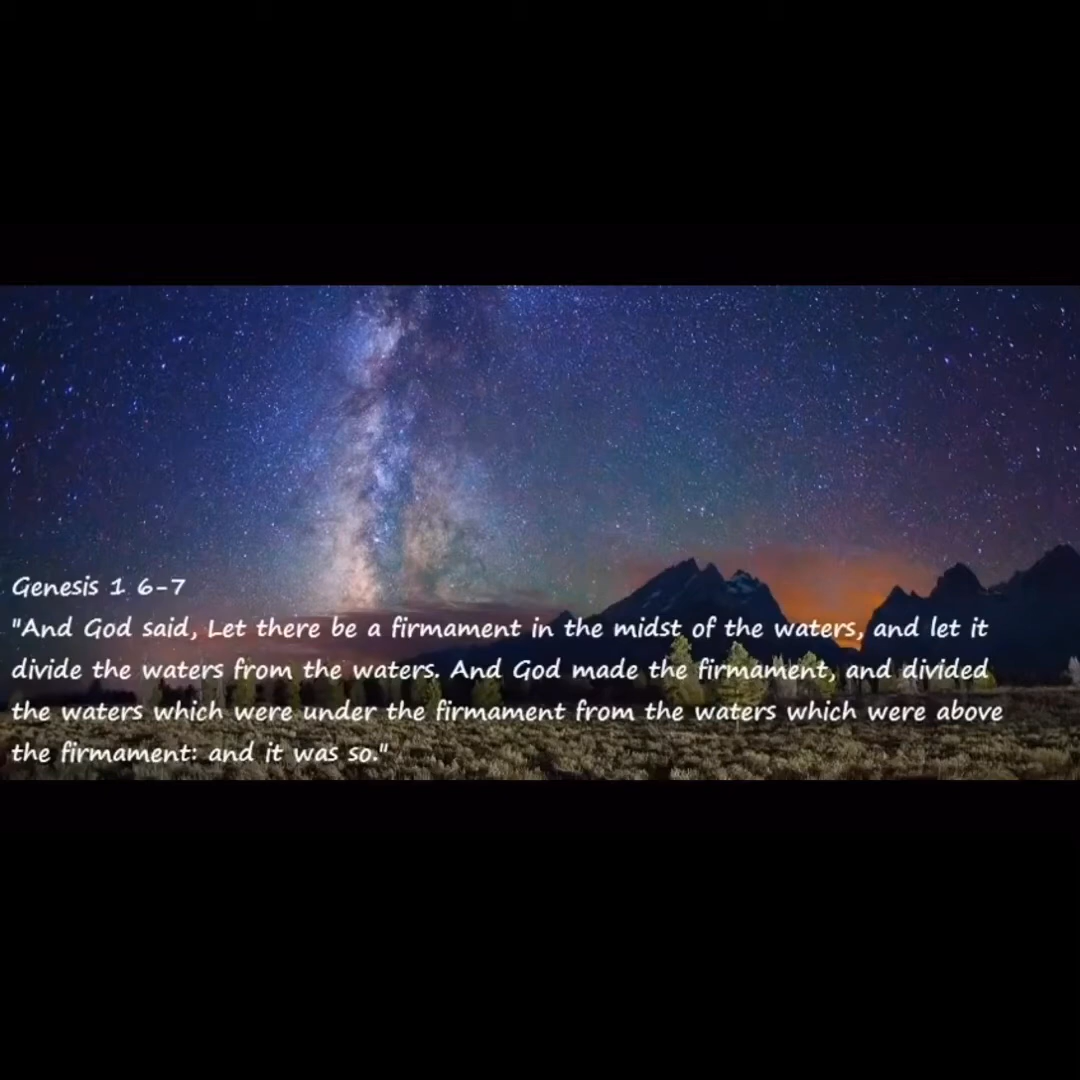 Genesis 1 6-7
"And God said, Let there be a firmament in the midst of the waters, and let it
divide the waters from the waters. And God made the firmament, and divided
the waters which were under the firmament from the waters which were above
the firmament: and it was so."